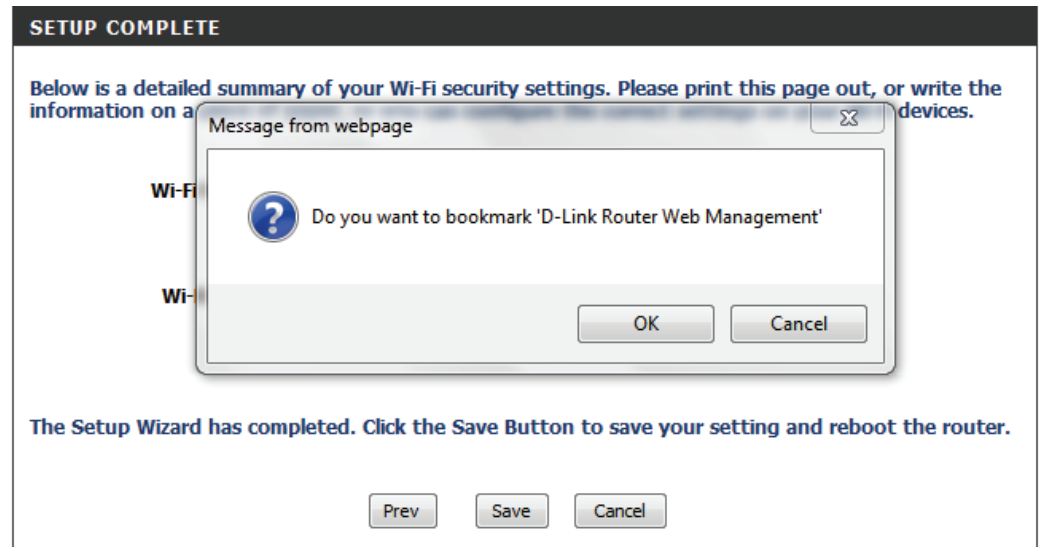 SETUP COMPLETE
Below is a detailed summary of your Wi-Fi security settings. Please print this page out, or write the
information on a devices.
Message from webpage
Wi-Fi
Do you want to bookmark 'D-Link Router Web Management'
Wi-
OK Cancel
The Setup Wizard has completed. Click the Save Button to save your setting and reboot the router.
Prev Save Cancel